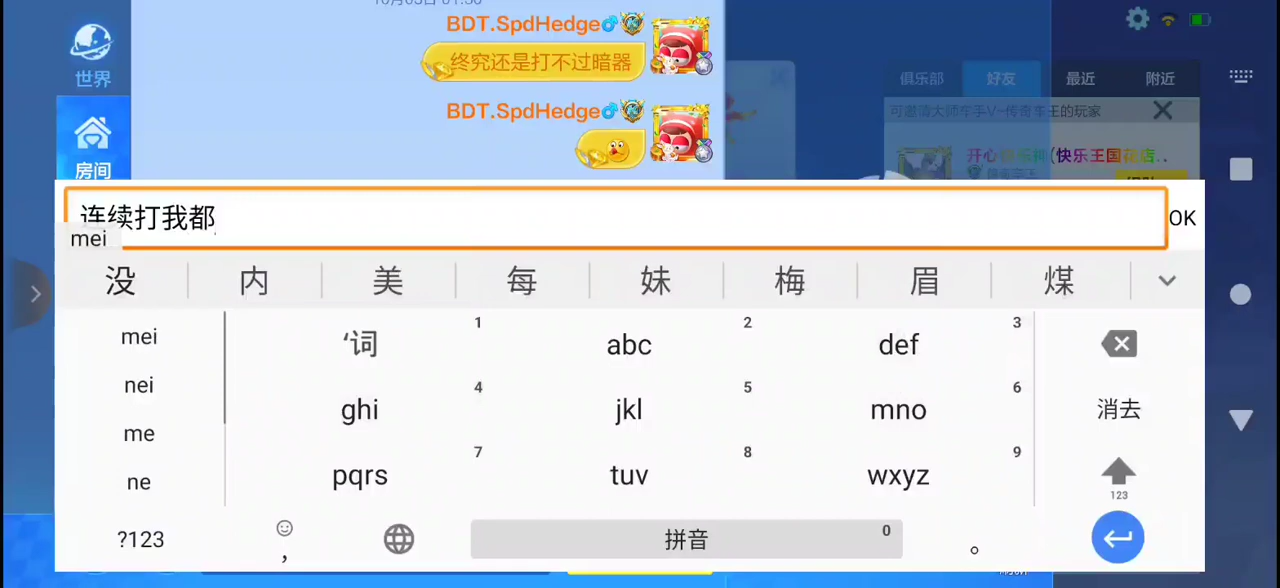 世界
房间
BDT.SpdHedge
终究还是打不过暗器
BDT.SpdHedge
俱乐部 好友 最近 附近
可邀请大师车手V~传奇车王的玩家
(快乐王国花店..
连续打我都
OK
mei
没 内 美 每 妹 梅 眉 煤
mei
nei
me
ne
‘词 1
abc 2
def 3
ghi 4
jkl 5
mno 6
消去
pqrs 7
tuv 8
wxyz 9
123
?123
,
拼音 0
。